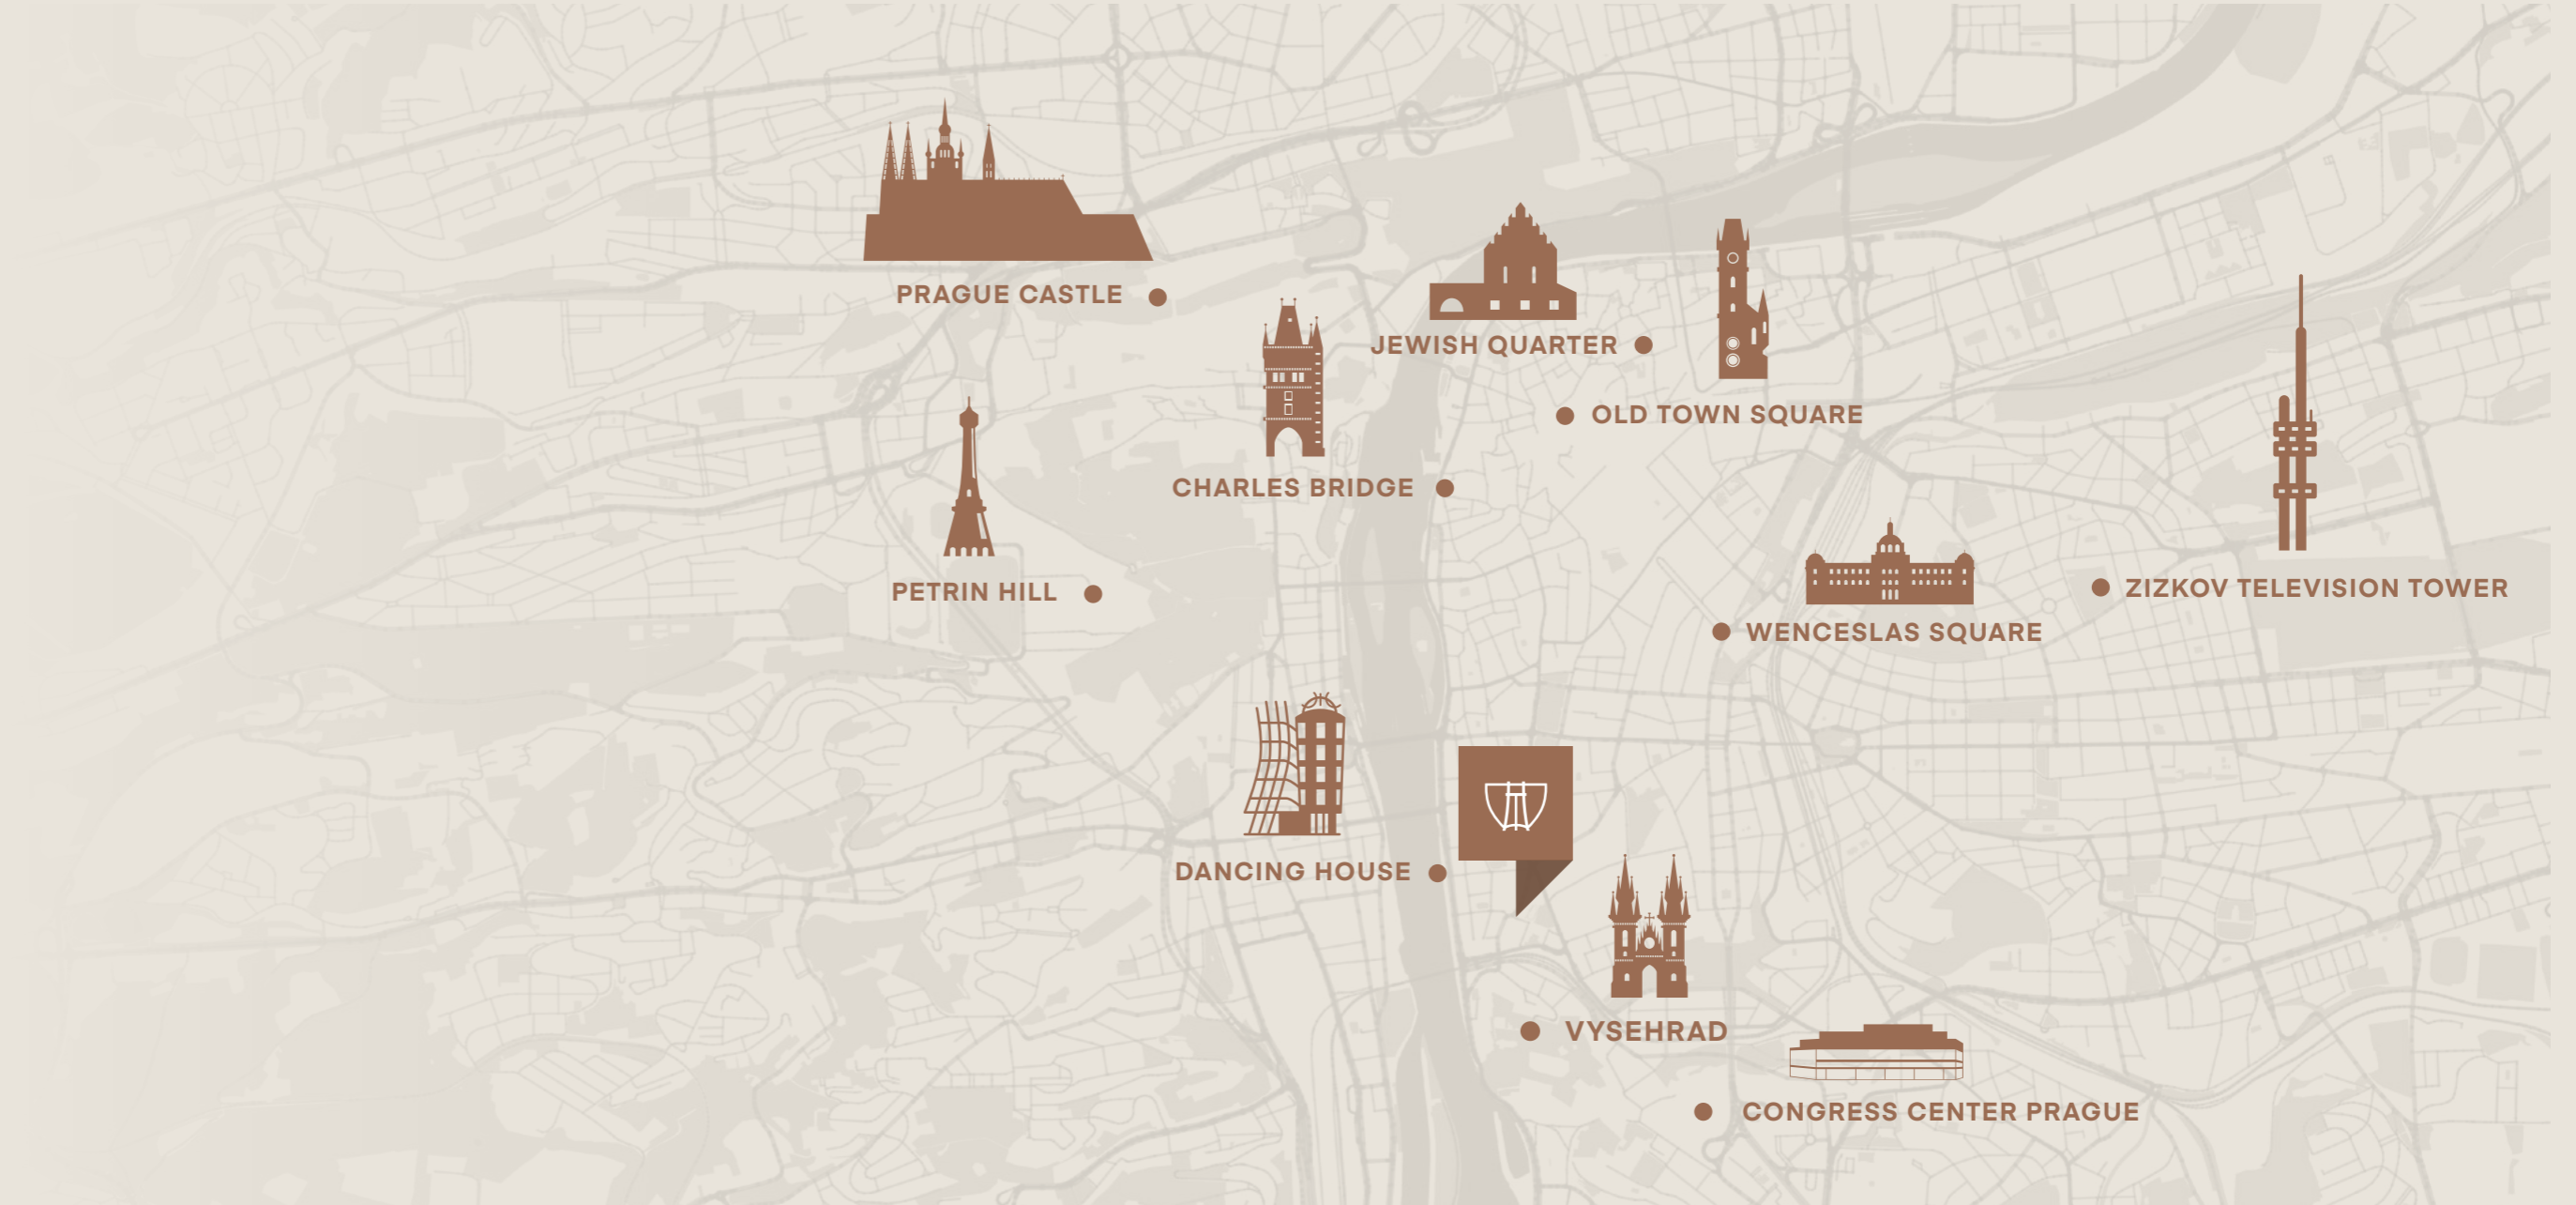 PRAGUE CASTLE
JEWISH QUARTER
OLD TOWN SQUARE
CHARLES BRIDGE
PETRIN HILL
ZIZKOV TELEVISION TOWER
WENCESLAS SQUARE
DANCING HOUSE
VYSEHRAD
CONGRESS CENTER PRAGUE